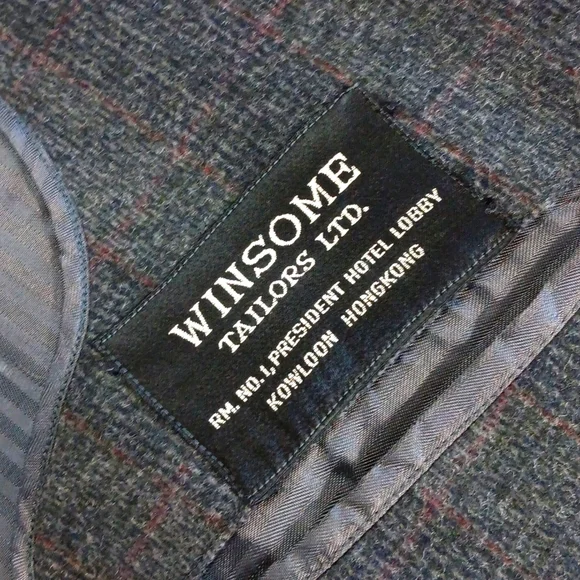 WINSOME
TAILORS LTD.
RM. NO.1, PRESIDENT HOTEL LOBBY
KOWLOON HONGKONG